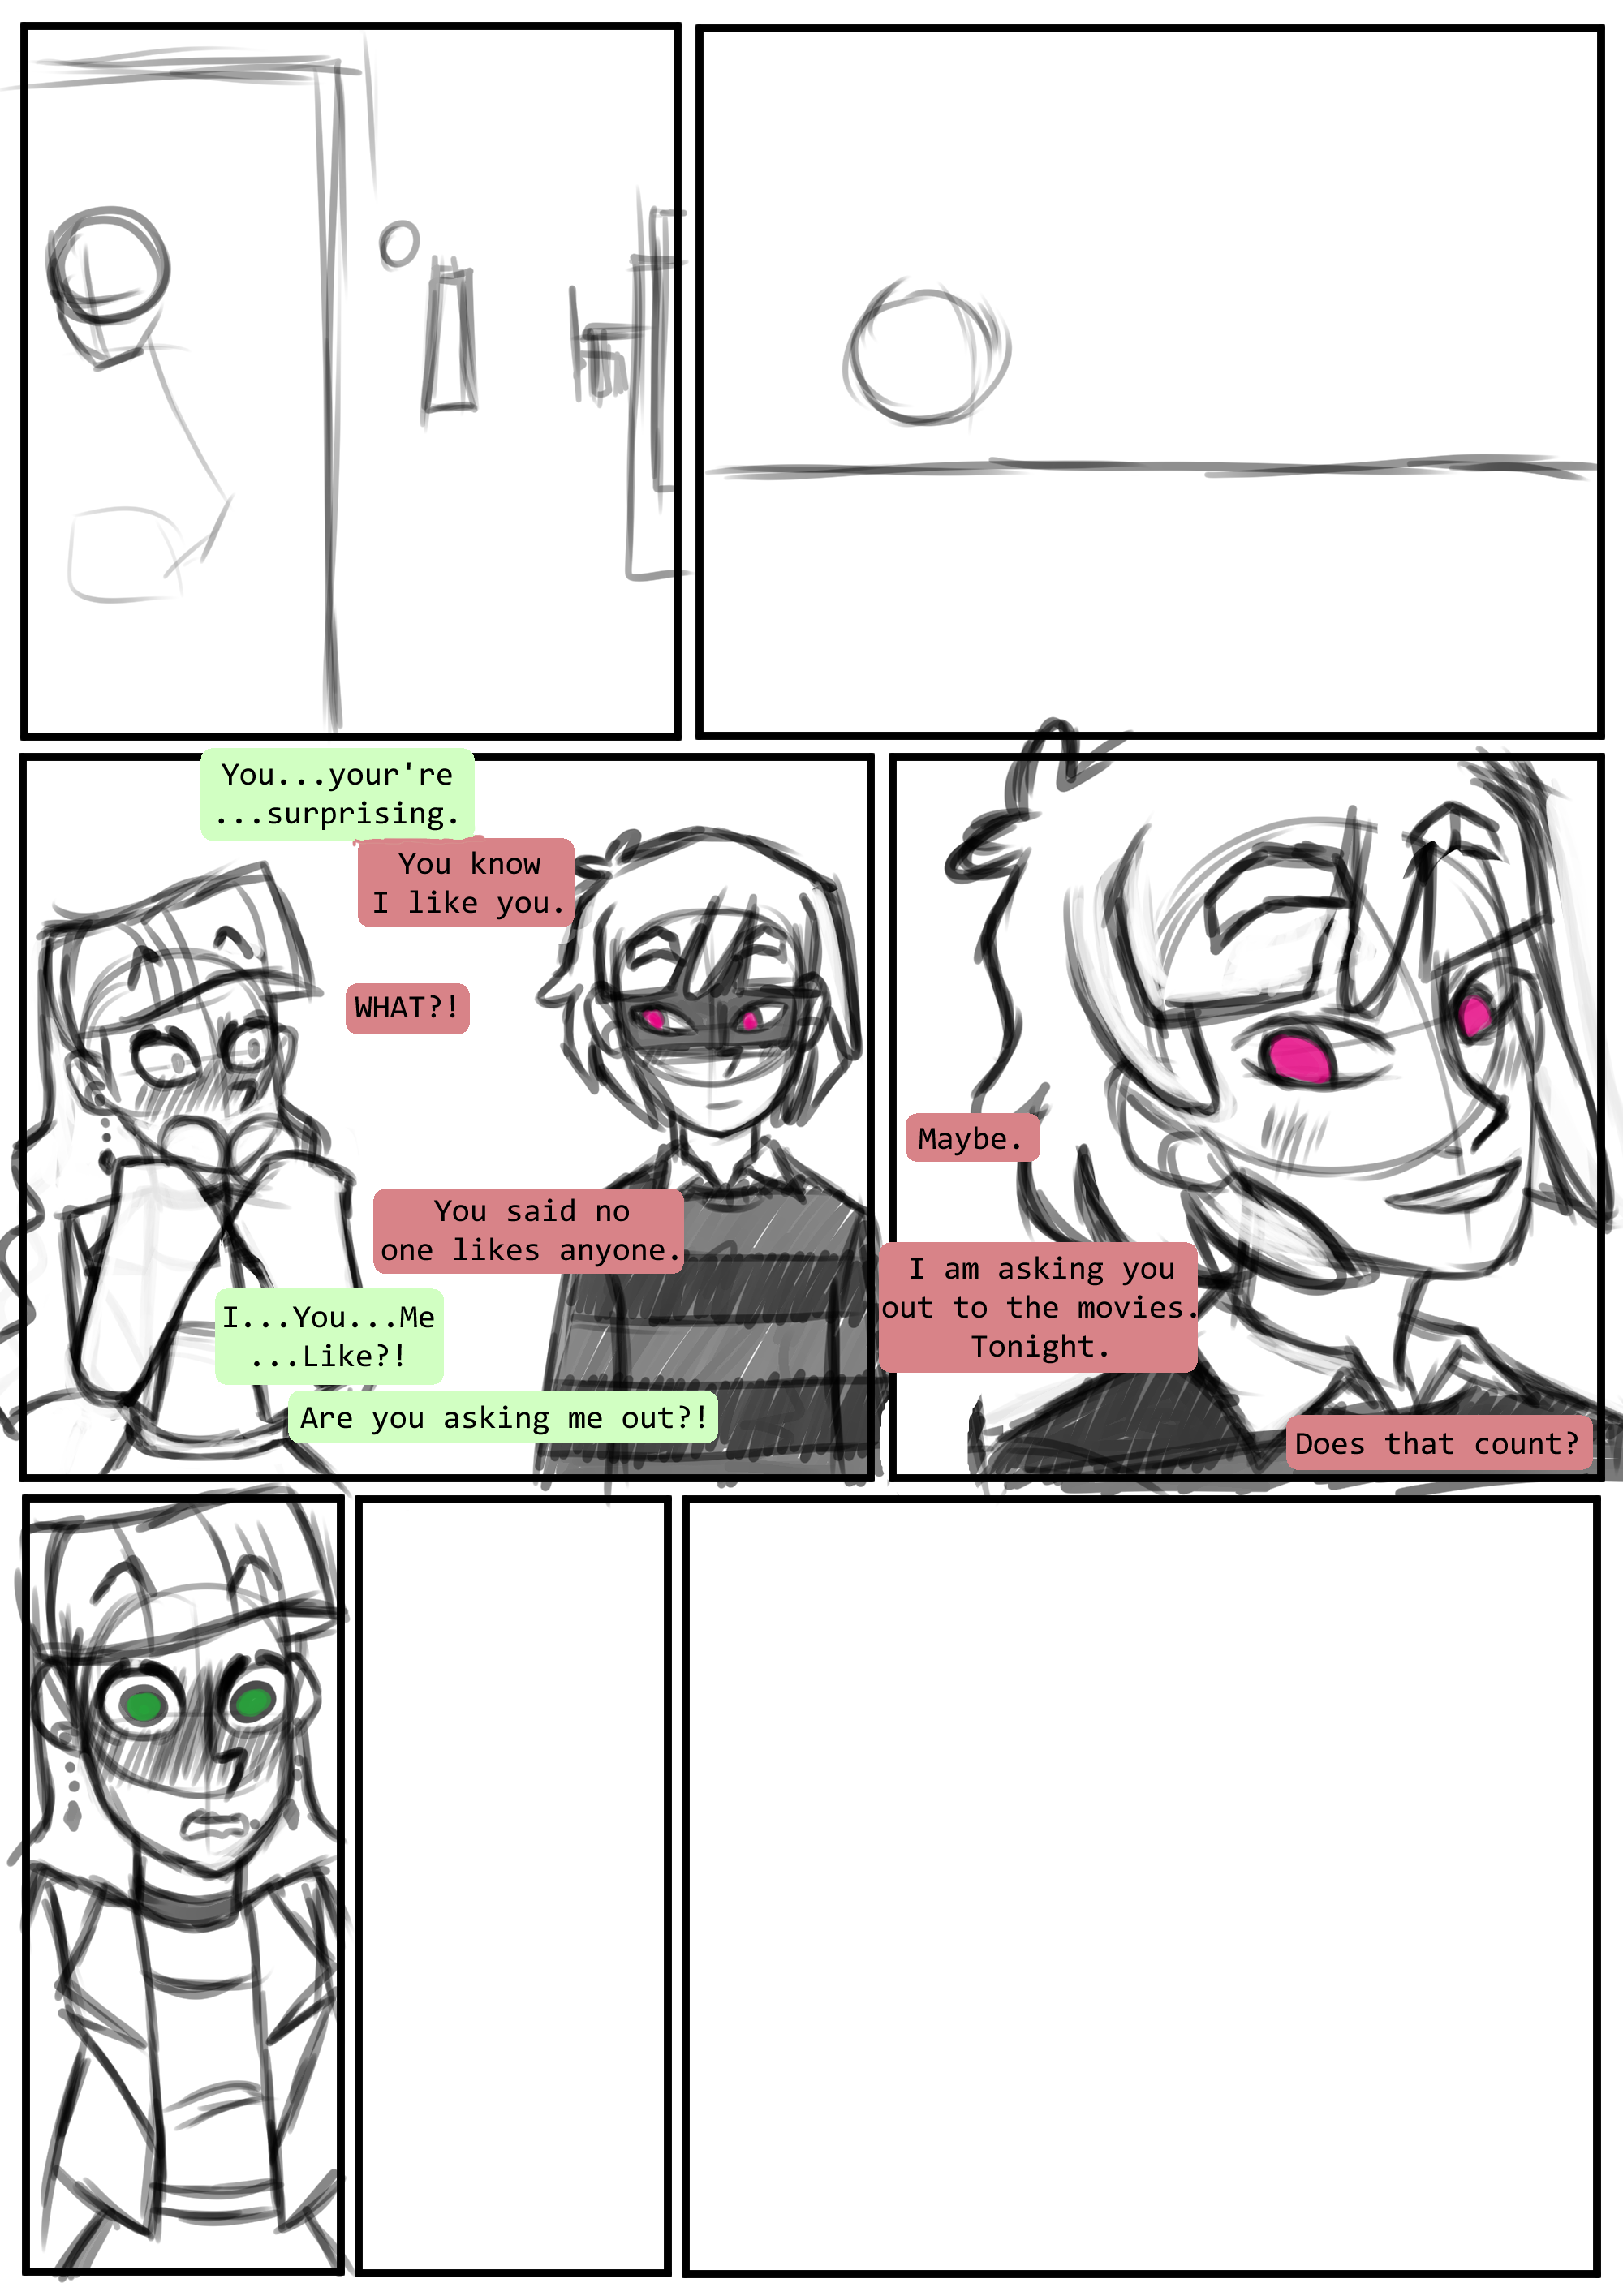 You...your're
...surprising.
You know
I like you.
WHAT?!
You said no
one likes anyone.
I...You...Me
...Like?!
Are you asking me out?!
Maybe.
I am asking you
out to the movies.
Tonight.
Does that count?